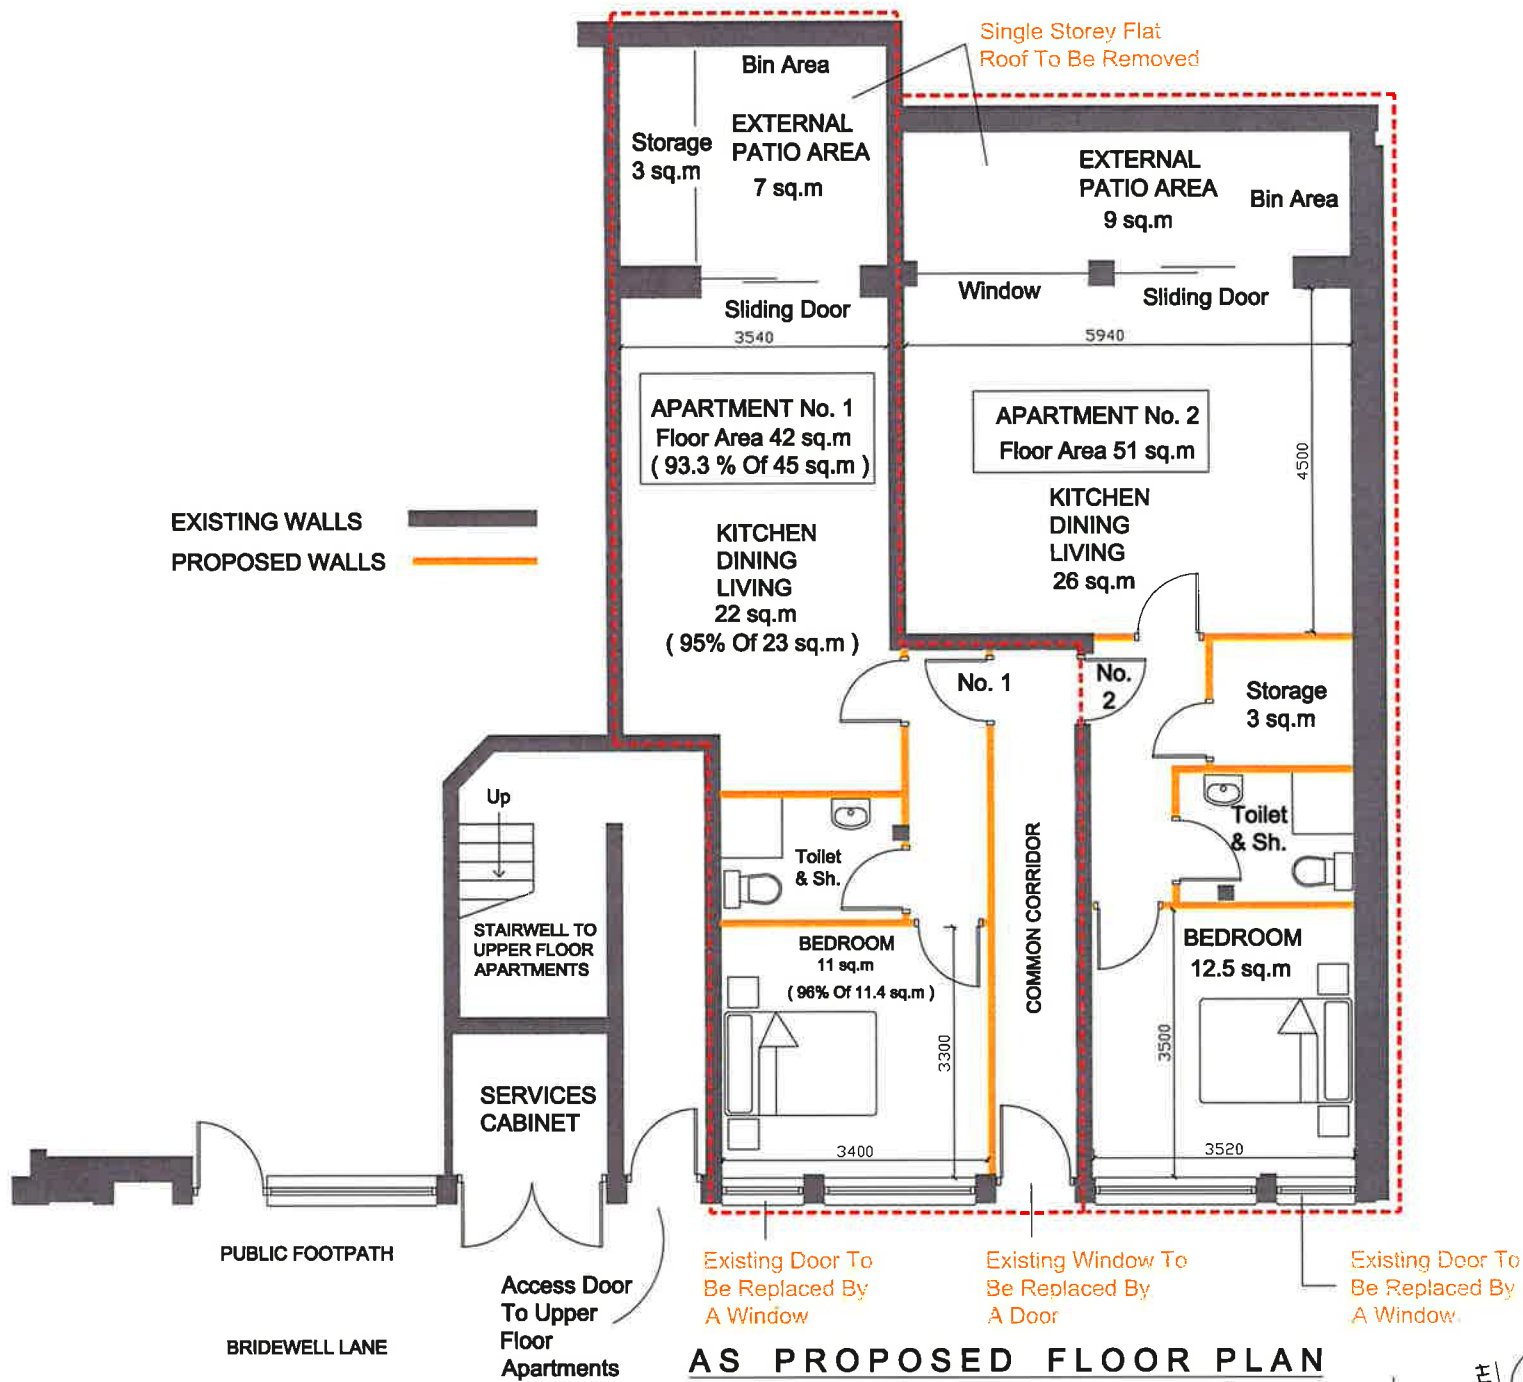 Single Storey Flat
Roof To Be Removed
Bin Area
EXTERNAL
PATIO AREA
7 sq.m
Storage
3 sq.m
EXTERNAL
PATIO AREA
9 sq.m
Bin Area
Sliding Door
Window
Sliding Door
3540
5940
APARTMENT No. 1
Floor Area 42 sq.m
( 93.3 % Of 45 sq.m )
APARTMENT No. 2
Floor Area 51 sq.m
4500
EXISTING WALLS
PROPOSED WALLS
KITCHEN
DINING
LIVING
22 sq.m
( 95% Of 23 sq.m )
KITCHEN
DINING
LIVING
26 sq.m
No. 1
No.
2
Storage
3 sq.m
Up
Toilet
& Sh.
Toilet
& Sh.
STAIRWELL TO
UPPER FLOOR
APARTMENTS
COMMON CORRIDOR
BEDROOM
11 sq.m
( 96% Of 11.4 sq.m )
BEDROOM
12.5 sq.m
3300
3500
SERVICES
CABINET
3400
3520
PUBLIC FOOTPATH
BRIDEWELL LANE
Access Door
To Upper
Floor
Apartments
Existing Door To
Be Replaced By
A Window
Existing Window To
Be Replaced By
A Door
Existing Door To
Be Replaced By
A Window.
AS PROPOSED FLOOR PLAN